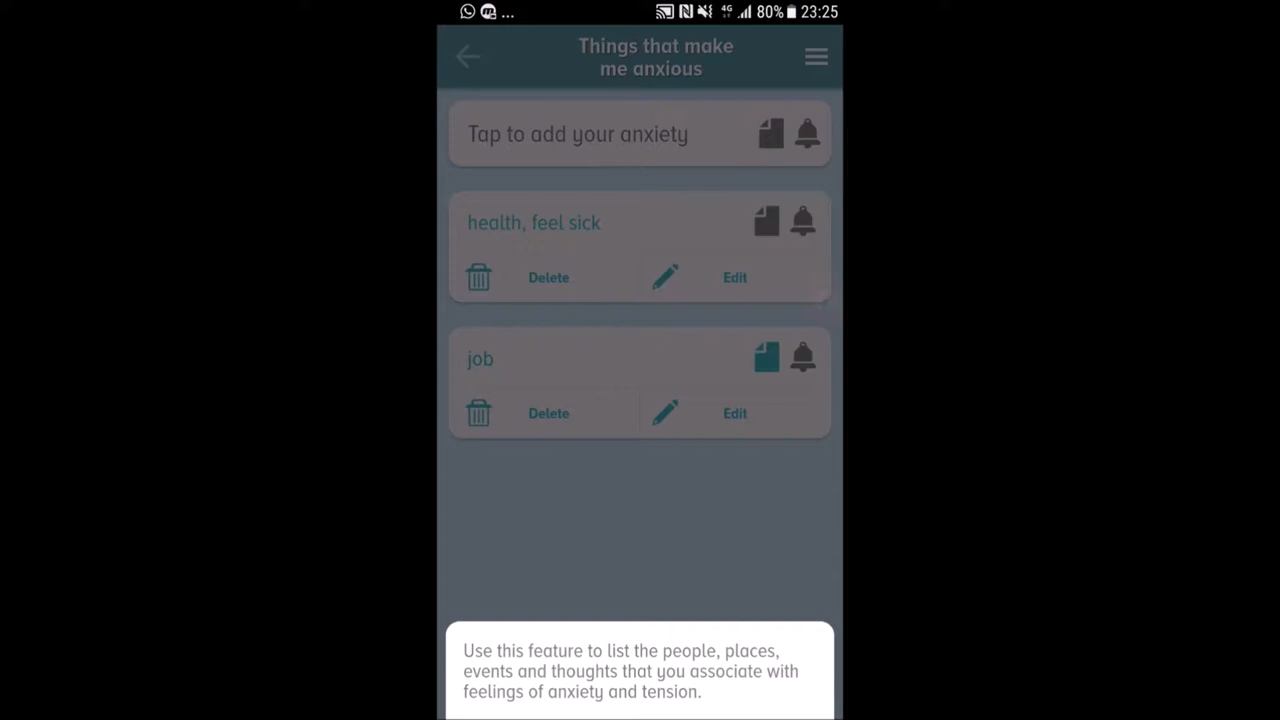 ... 4G 80% 23:25
Things that make
me anxious
Tap to add your anxiety
health, feel sick
Delete Edit
job
Delete Edit
Use this feature to list the people, places,
events and thoughts that you associate with
feelings of anxiety and tension.